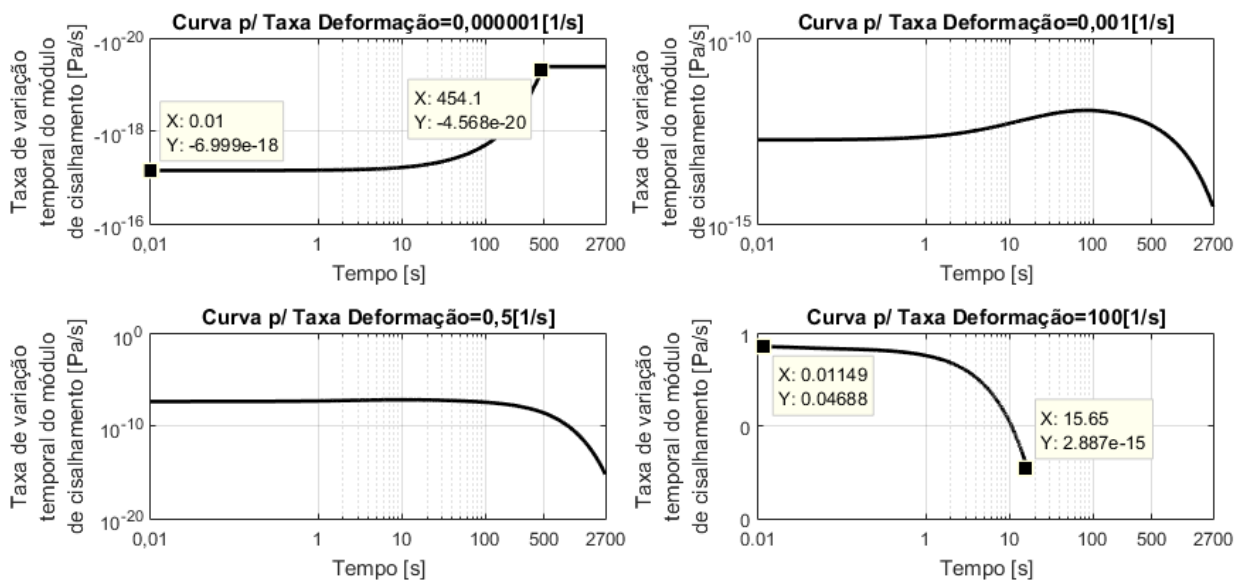 Curva p/ Taxa Deformação=0,000001[1/s]
Taxa de variação
temporal do módulo
de cisalhamento [Pa/s]
-10^-20
-10^-18
-10^-16
X: 0.01
Y: -6.999e-18
X: 454.1
Y: -4.568e-20
0,01 1 10 100 500 2700
Tempo [s]
Curva p/ Taxa Deformação=0,001[1/s]
Taxa de variação
temporal do módulo
de cisalhamento [Pa/s]
10^-10
10^-15
0,01 1 10 100 500 2700
Tempo [s]
Curva p/ Taxa Deformação=0,5[1/s]
Taxa de variação
temporal do módulo
de cisalhamento [Pa/s]
10^0
10^-10
10^-20
0,01 1 10 100 500 2700
Tempo [s]
Curva p/ Taxa Deformação=100[1/s]
Taxa de variação
temporal do módulo
de cisalhamento [Pa/s]
1
0
0
X: 0.01149
Y: 0.04688
X: 15.65
Y: 2.887e-15
0.01 1 10 100 500 2700
Tempo [s]